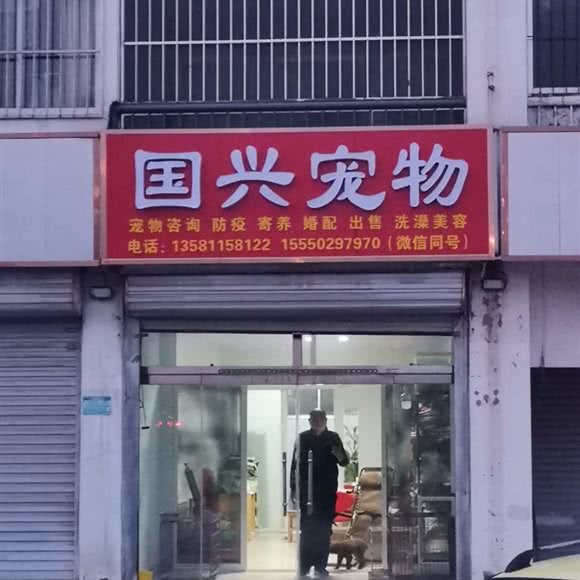 国兴宠物
宠物咨询 防疫 寄养 婚配 出售 洗澡美容
电话：13581158122 15550297970（微信同号）